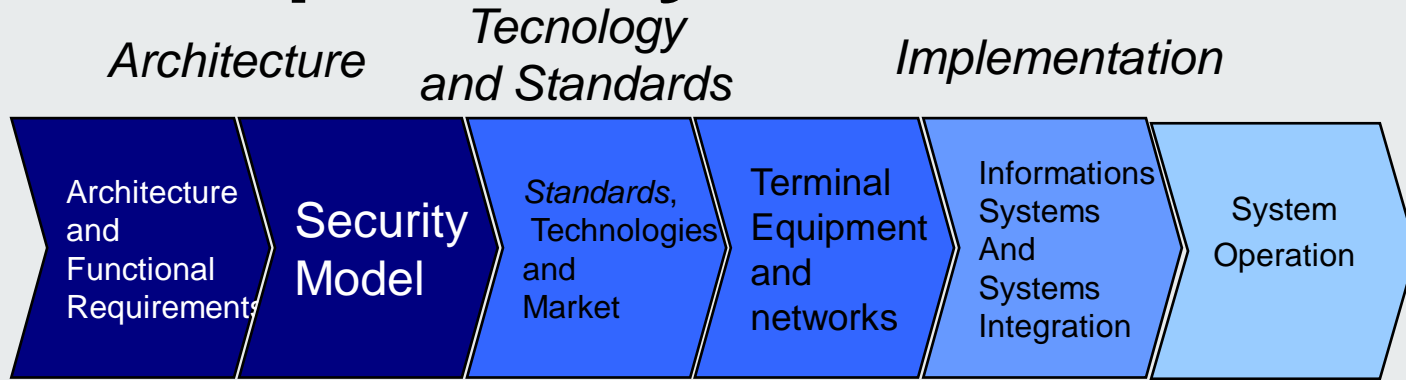 Architecture
Tecnology
and Standards
Implementation
Architecture
and
Functional
Requirements
Security
Model
Standards,
Technologies
and
Market
Terminal
Equipment
and
networks
Informations
Systems
And
Systems
Integration
System
Operation